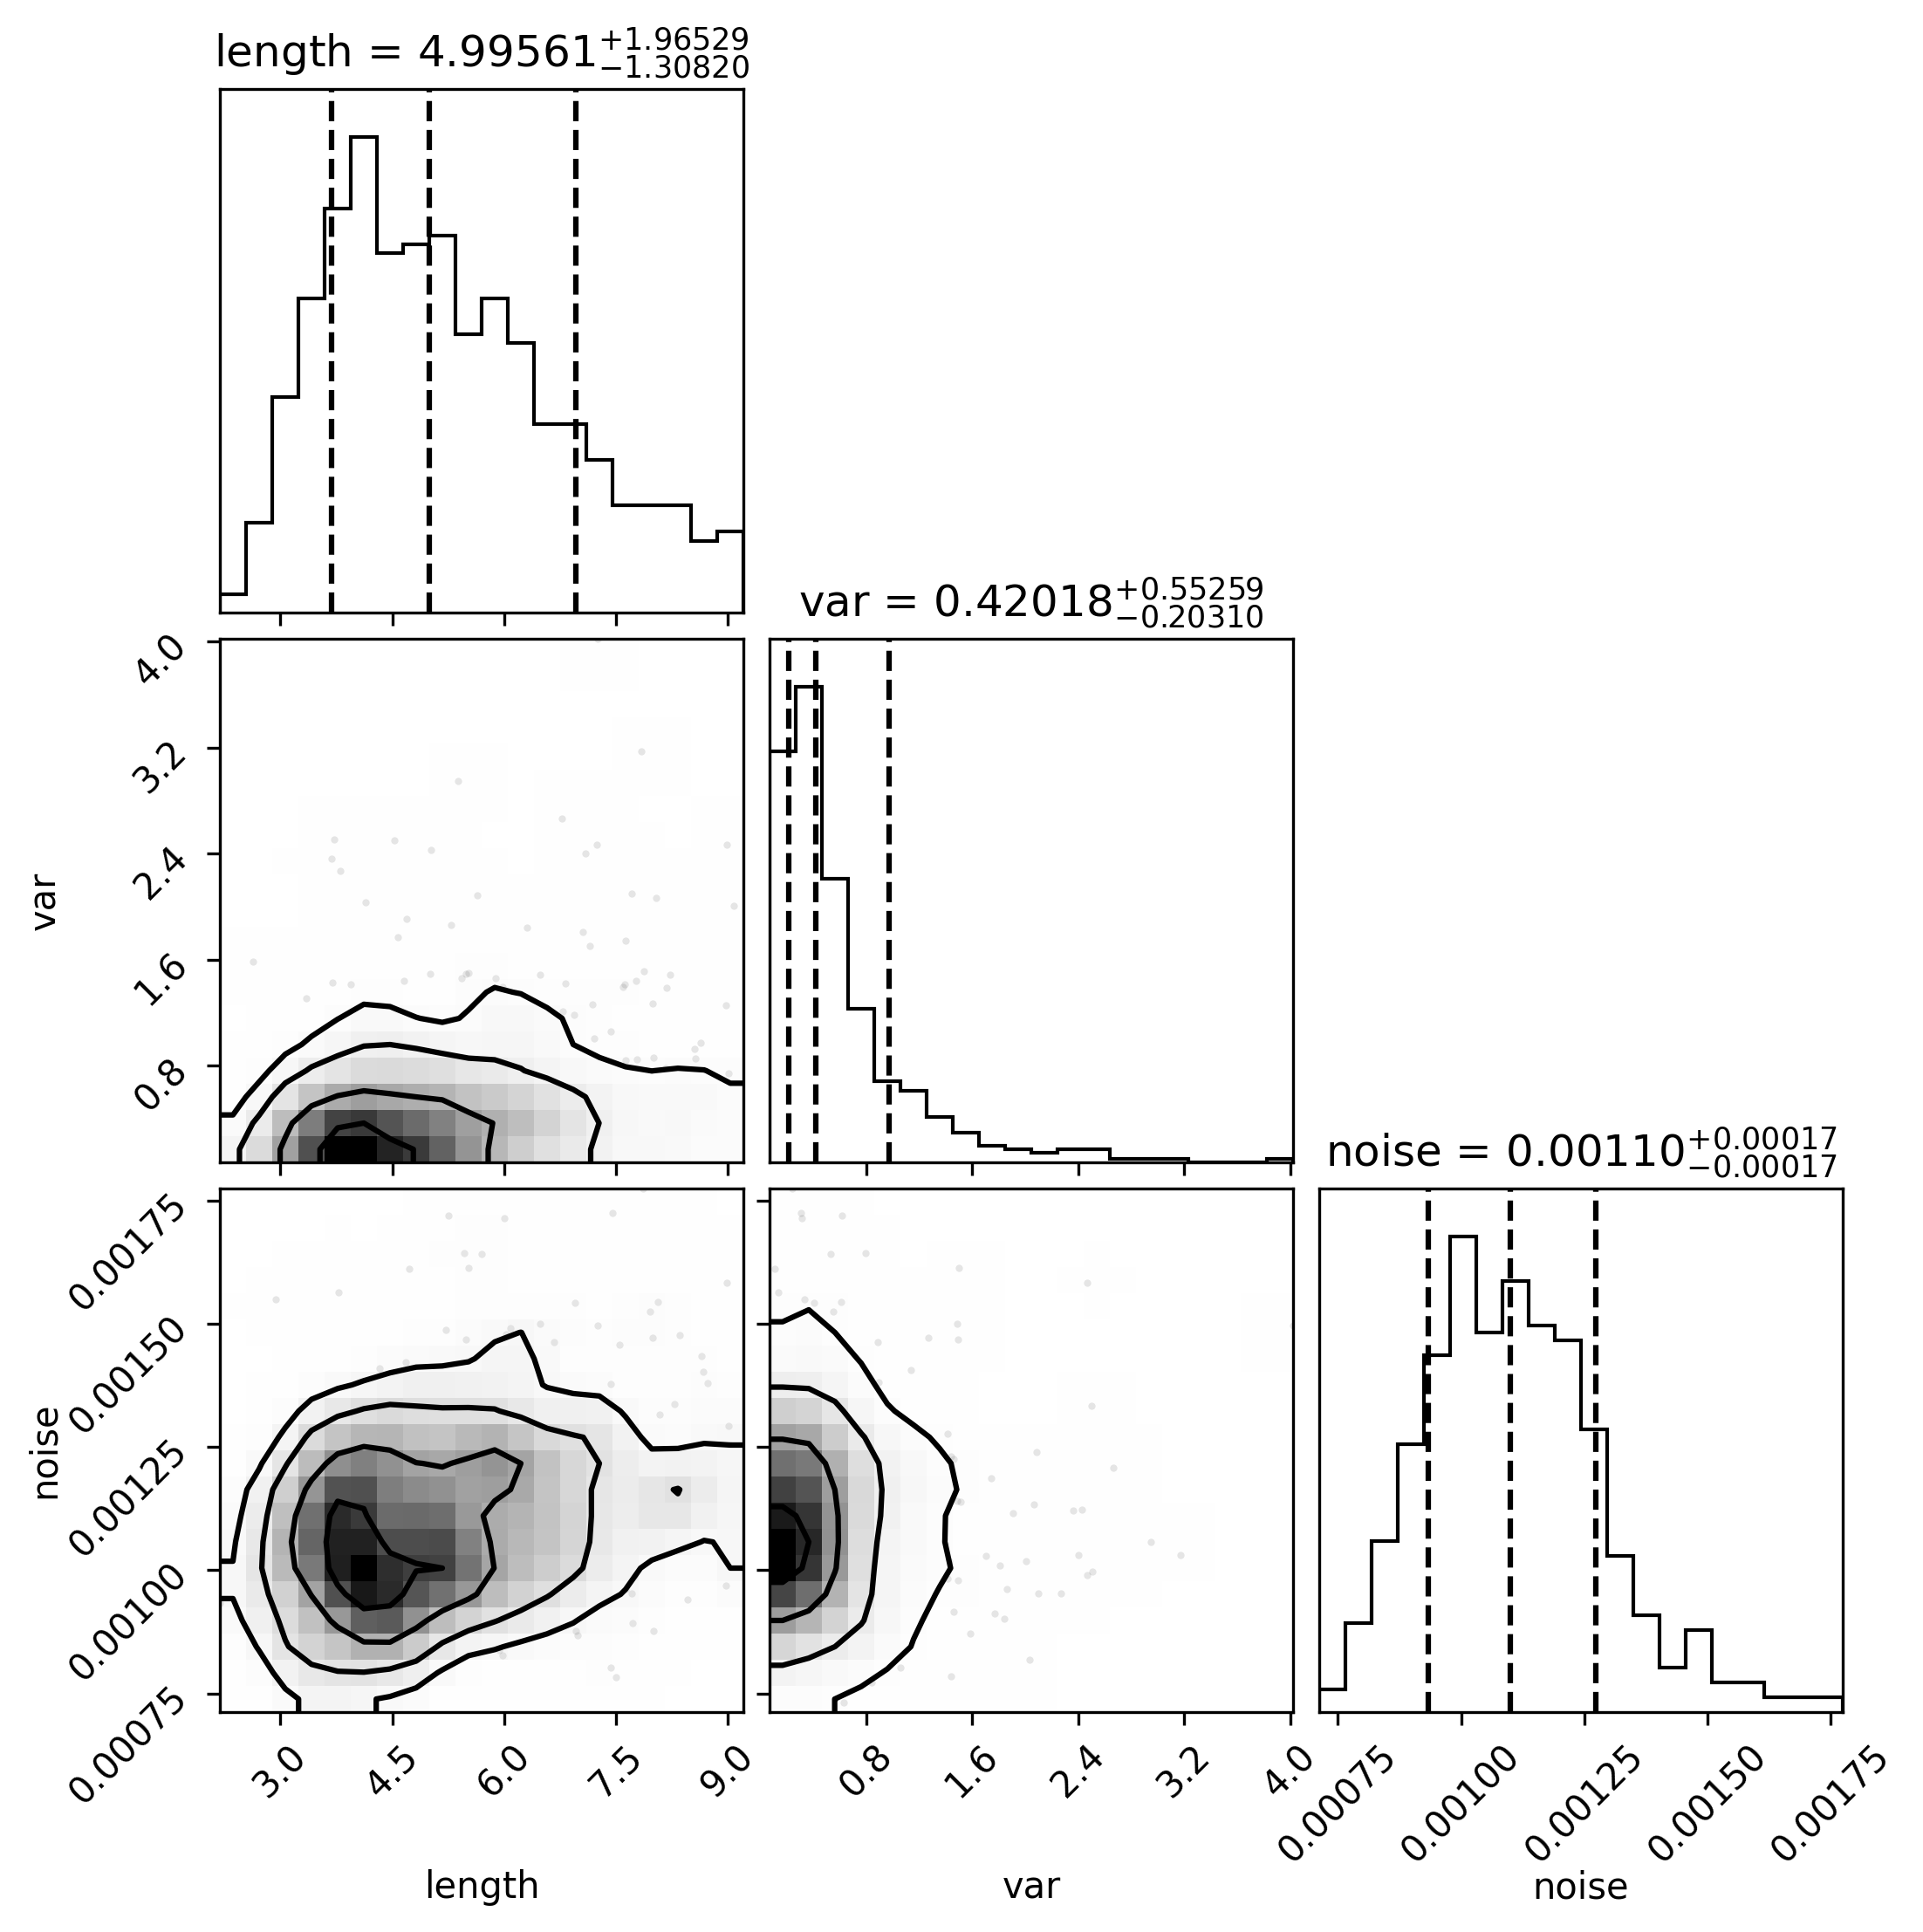 length = 4.99561 +1.96529 −1.30820
var = 0.42018 +0.55259 −0.20310
4.0
3.2
2.4
1.6
0.8
var
noise = 0.00110 +0.00017 −0.00017
0.00175
0.00150
0.00125
0.00100
0.00075
noise
3.0 4.5 6.0 7.5 9.0
0.8 1.6 2.4 3.2 4.0
0.00075 0.00100 0.00125 0.00150 0.00175
length var noise